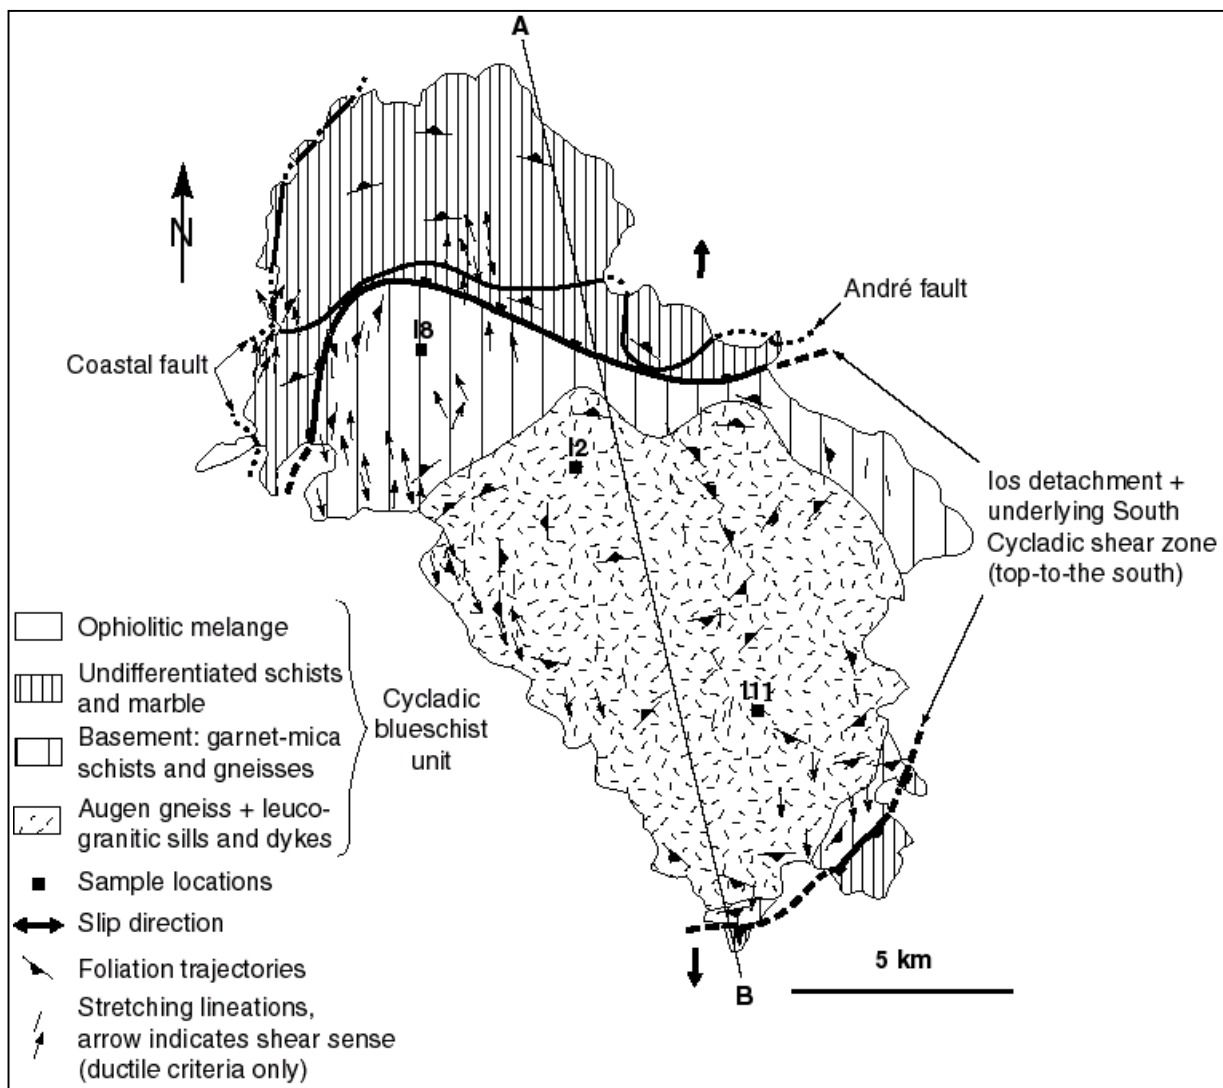 A
N
André fault
I8
Coastal fault
I2
Ios detachment +
underlying South
Cycladic shear zone
(top-to-the south)
Ophiolitic melange
Undifferentiated schists
and marble
Basement: garnet-mica
schists and gneisses
Augen gneiss + leuco-
granitic sills and dykes
Cycladic
blueschist
unit
I11
Sample locations
Slip direction
Foliation trajectories
Stretching lineations,
arrow indicates shear sense
(ductile criteria only)
5 km
B